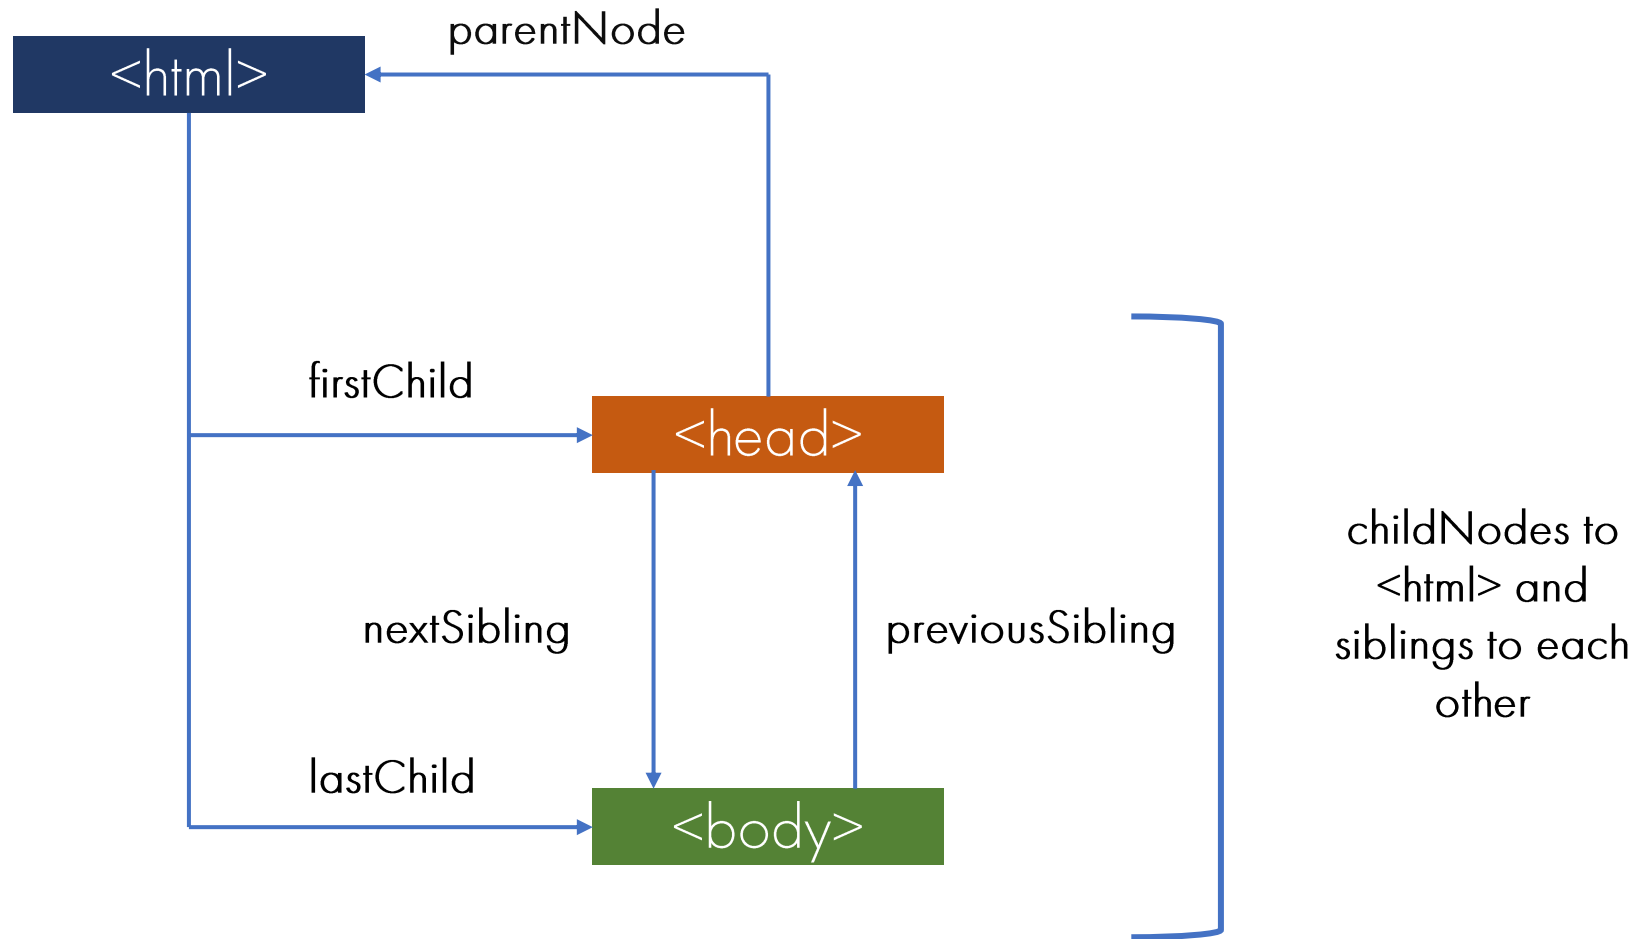 parentNode
<html>
firstChild
<head>
childNodes to
<html> and
siblings to each
other
nextSibling
previousSibling
lastChild
<body>